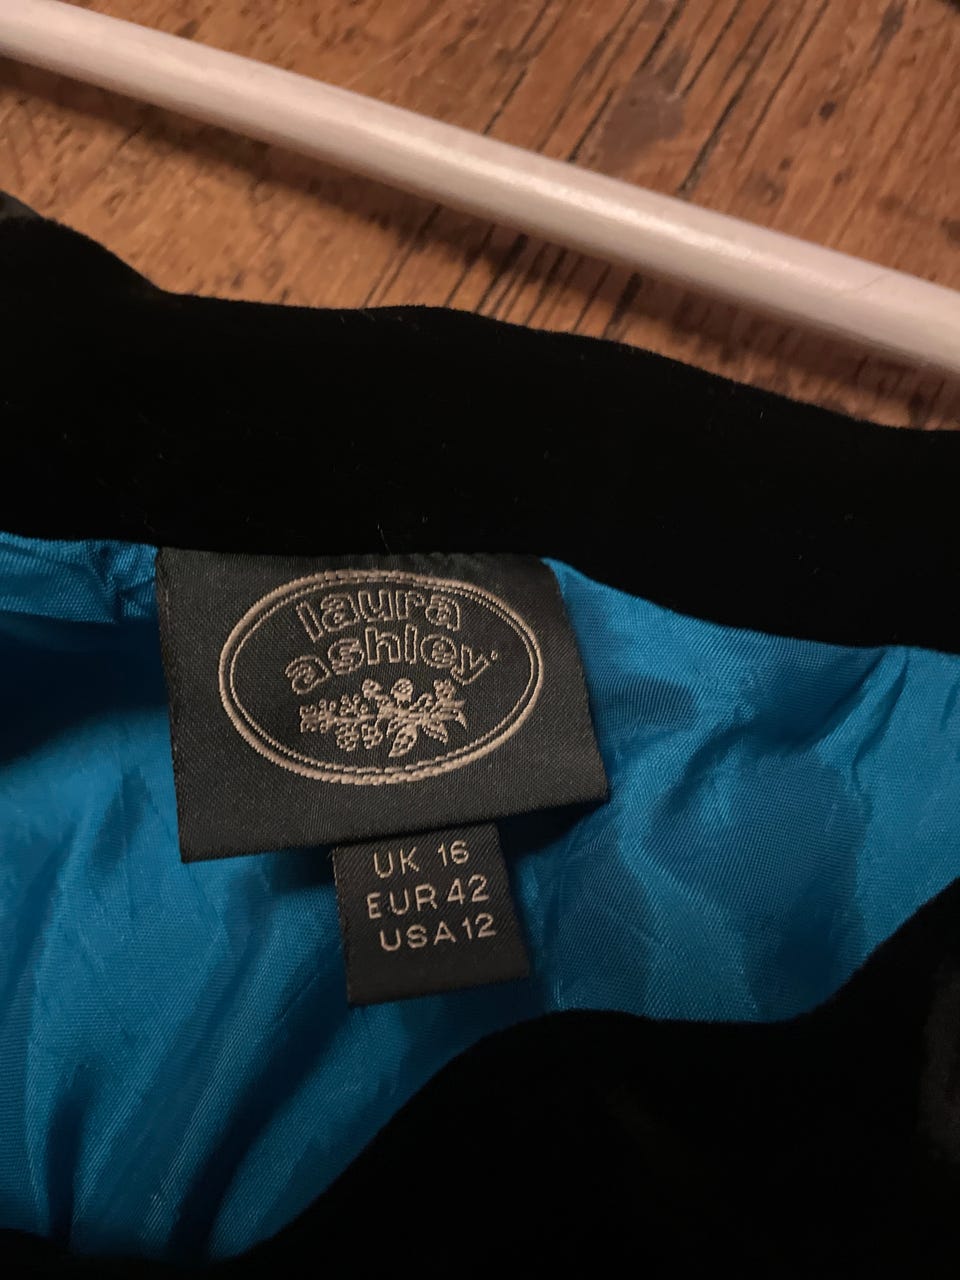 laura
ashley
UK 16
EUR 42
USA 12